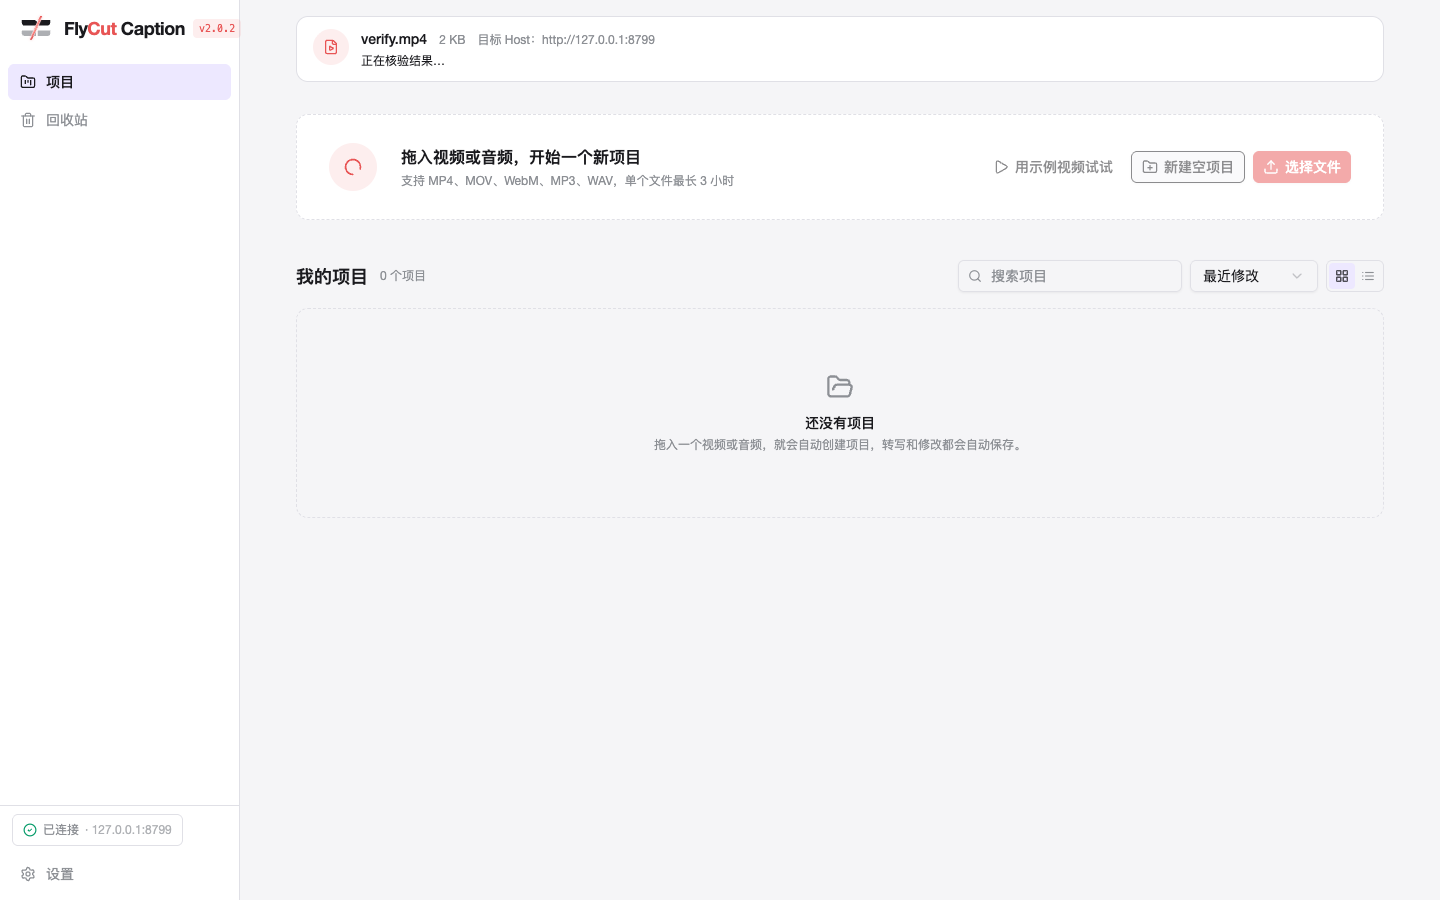 FlyCut Caption v2.0.2
项目
回收站
verify.mp4 2 KB 目标 Host：http://127.0.0.1:8799
正在核验结果...
拖入视频或音频，开始一个新项目
支持 MP4、MOV、WebM、MP3、WAV，单个文件最长 3 小时
用示例视频试试 新建空项目 选择文件
我的项目 0 个项目 搜索项目 最近修改
还没有项目
拖入一个视频或音频，就会自动创建项目，转写和修改都会自动保存。
已连接 · 127.0.0.1:8799
设置